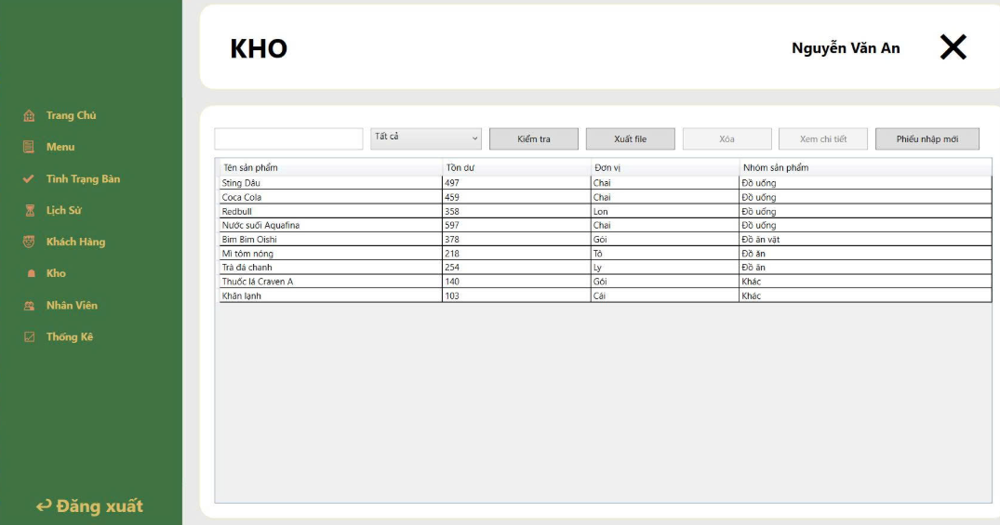 KHO
Nguyễn Văn An
Trang Chủ
Menu
Tình Trạng Bàn
Lịch Sử
Khách Hàng
Kho
Nhân Viên
Thống Kê
Đăng xuất
Tất cả
Kiểm tra
Xuất file
Xóa
Xem chi tiết
Phiếu nhập mới
Tên sản phẩm Tồn dư Đơn vị Nhóm sản phẩm
Sting Dâu 497 Chai Đồ uống
Coca Cola 459 Chai Đồ uống
Redbull 358 Lon Đồ uống
Nước suối Aquafina 597 Chai Đồ uống
Bim Bim Oishi 378 Gói Đồ ăn vặt
Mì tôm nóng 218 Tô Đồ ăn
Trà đá chanh 254 Ly Đồ ăn
Thuốc lá Craven A 140 Gói Khác
Khăn lạnh 103 Cái Khác